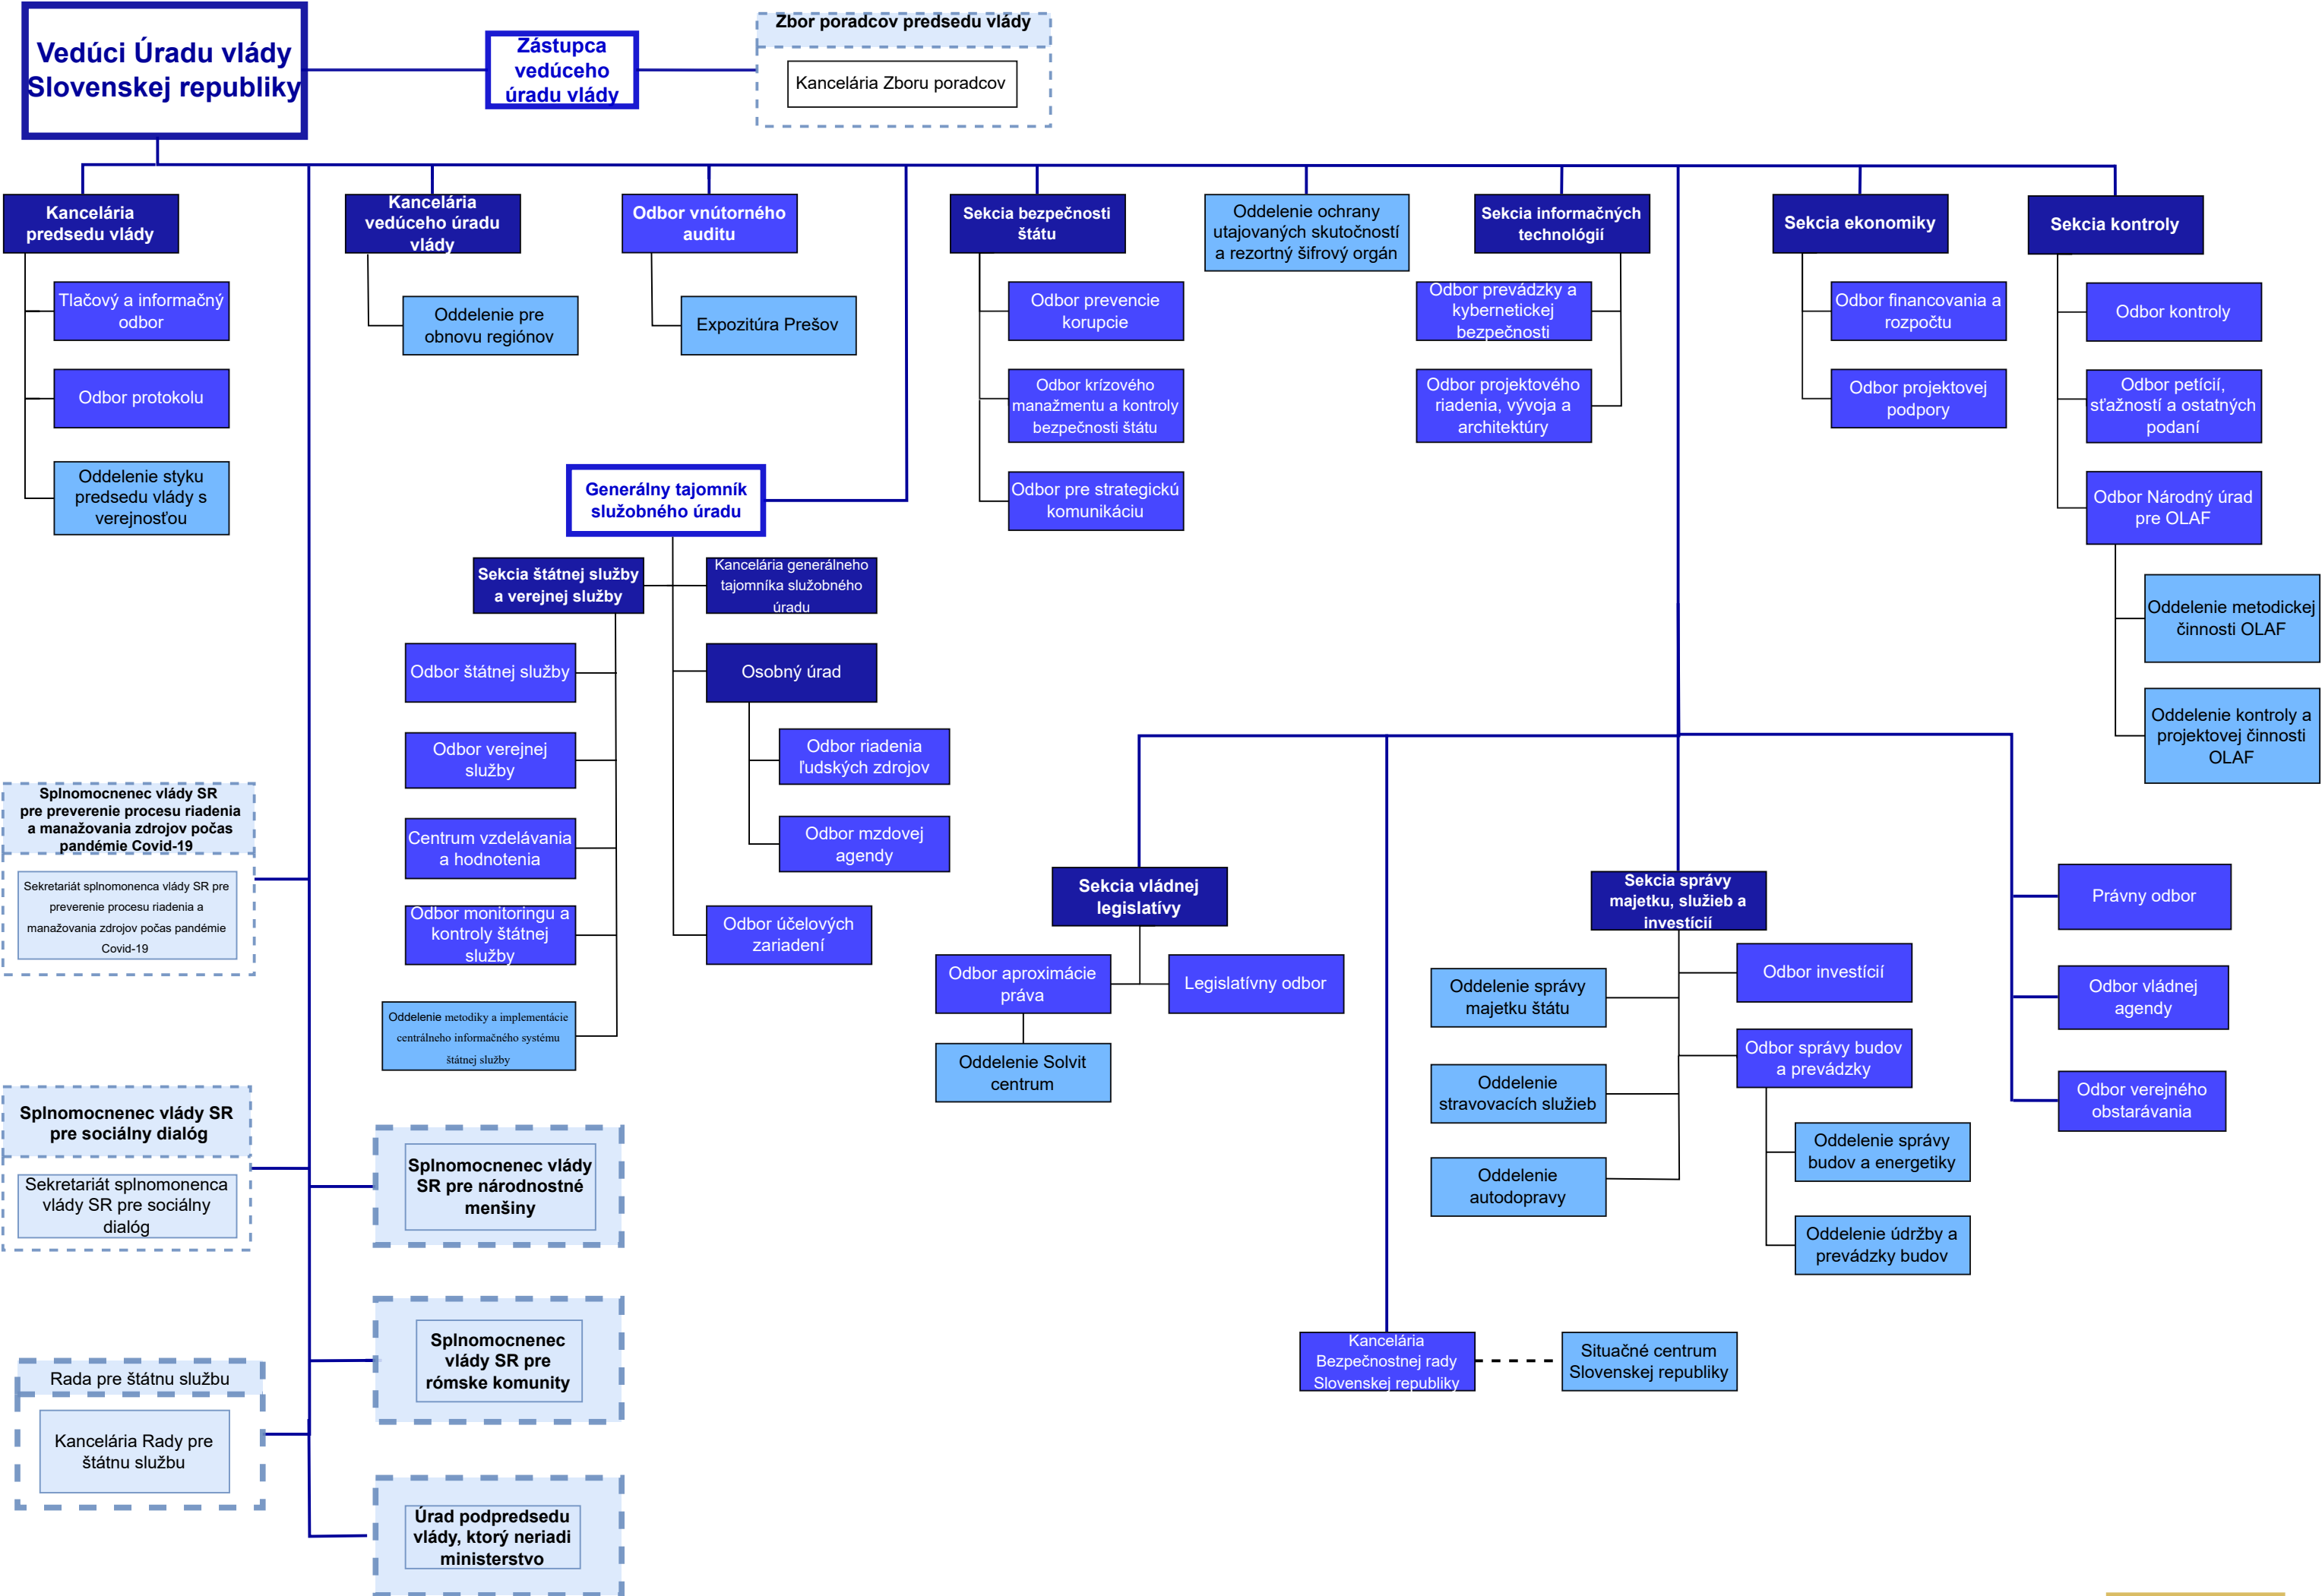 Vedúci Úradu vlády
Slovenskej republiky
Zástupca
vedúceho
úradu vlády
Zbor poradcov predsedu vlády
Kancelária Zboru poradcov
Kancelária
predsedu vlády
Tlačový a informačný
odbor
Odbor protokolu
Oddelenie styku
predsedu vlády s
verejnosťou
Kancelária
vedúceho úradu
vlády
Oddelenie pre
obnovu regiónov
Odbor vnútorného
auditu
Expozitúra Prešov
Sekcia bezpečnosti
štátu
Odbor prevencie
korupcie
Odbor krízového
manažmentu a kontroly
bezpečnosti štátu
Odbor pre strategickú
komunikáciu
Oddelenie ochrany
utajovaných skutočností
a rezortný šifrový orgán
Sekcia informačných
technológií
Odbor prevádzky a
kybernetickej
bezpečnosti
Odbor projektového
riadenia, vývoja a
architektúry
Sekcia ekonomiky
Odbor financovania a
rozpočtu
Odbor projektovej
podpory
Sekcia kontroly
Odbor kontroly
Odbor petícií,
sťažností a ostatných
podaní
Odbor Národný úrad
pre OLAF
Oddelenie metodickej
činnosti OLAF
Oddelenie kontroly a
projektovej činnosti
OLAF
Generálny tajomník
služobného úradu
Sekcia štátnej služby
a verejnej služby
Kancelária generálneho
tajomníka služobného
úradu
Odbor štátnej služby
Osobný úrad
Odbor verejnej
služby
Odbor riadenia
ľudských zdrojov
Centrum vzdelávania
a hodnotenia
Odbor mzdovej
agendy
Odbor monitoringu a
kontroly štátnej
služby
Odbor účelových
zariadení
Oddelenie metodiky a implementácie
centrálneho informačného systému
štátnej služby
Splnomocnenec vlády SR
pre preverenie procesu riadenia
a manažovania zdrojov počas
pandémie Covid-19
Sekretariát splnomonenca vlády SR pre
preverenie procesu riadenia a
manažovania zdrojov počas pandémie
Covid-19
Splnomocnenec vlády SR
pre sociálny dialóg
Sekretariát splnomonenca
vlády SR pre sociálny
dialóg
Rada pre štátnu službu
Kancelária Rady pre
štátnu službu
Splnomocnenec vlády
SR pre národnostné
menšiny
Splnomocnenec
vlády SR pre
rómske komunity
Úrad podpredsedu
vlády, ktorý neriadi
ministerstvo
Sekcia vládnej
legislatívy
Odbor aproximácie
práva
Legislatívny odbor
Oddelenie Solvit
centrum
Sekcia správy
majetku, služieb a
investícií
Oddelenie správy
majetku štátu
Odbor investícií
Oddelenie
stravovacích služieb
Odbor správy budov
a prevádzky
Oddelenie
autodopravy
Oddelenie správy
budov a energetiky
Oddelenie údržby a
prevádzky budov
Právny odbor
Odbor vládnej
agendy
Odbor verejného
obstarávania
Kancelária
Bezpečnostnej rady
Slovenskej republiky
Situačné centrum
Slovenskej republiky